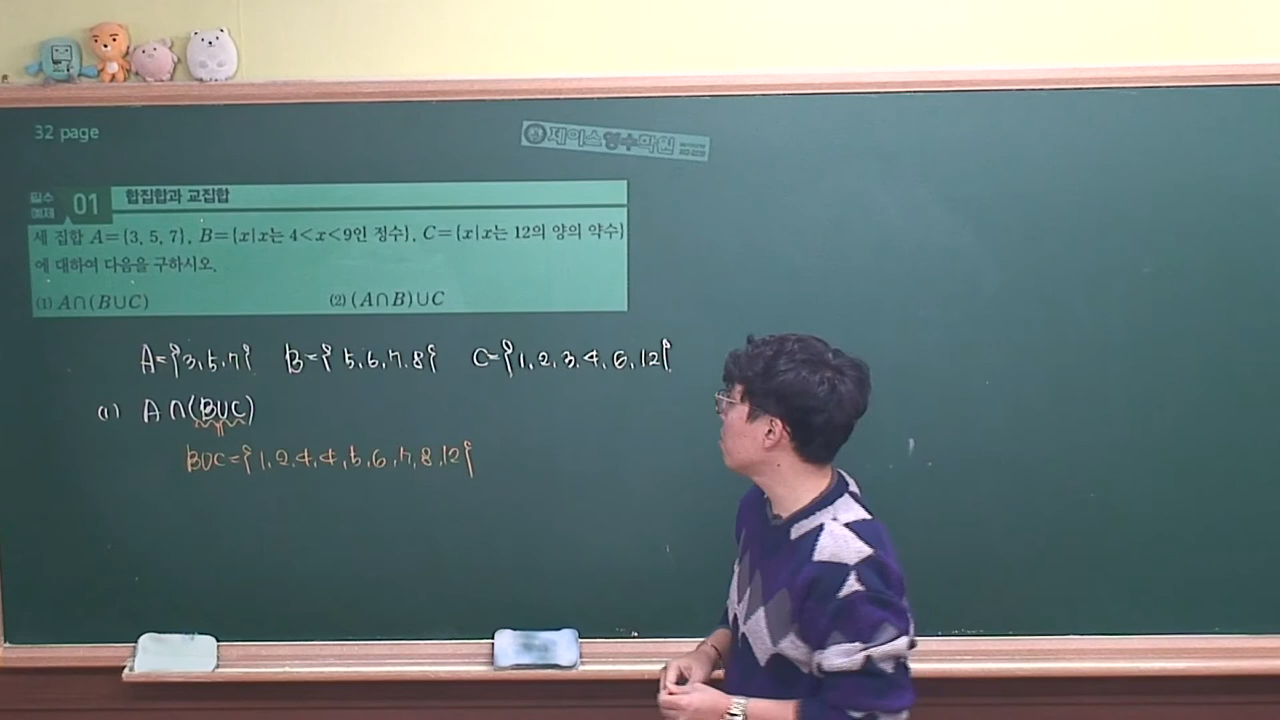 32 page
제이스영수학원
필수 예제 01 합집합과 교집합
세 집합 A={3, 5, 7}, B={x|x는 4<x<9인 정수}, C={x|x는 12의 양의 약수}
에 대하여 다음을 구하시오.
(1) A∩(B∪C) (2) (A∩B)∪C
A={3,5,7} B={5,6,7,8} C={1,2,3,4,6,12}
(1) A∩(B∪C)
B∪C={1,2,4,4,5,6,7,8,12}